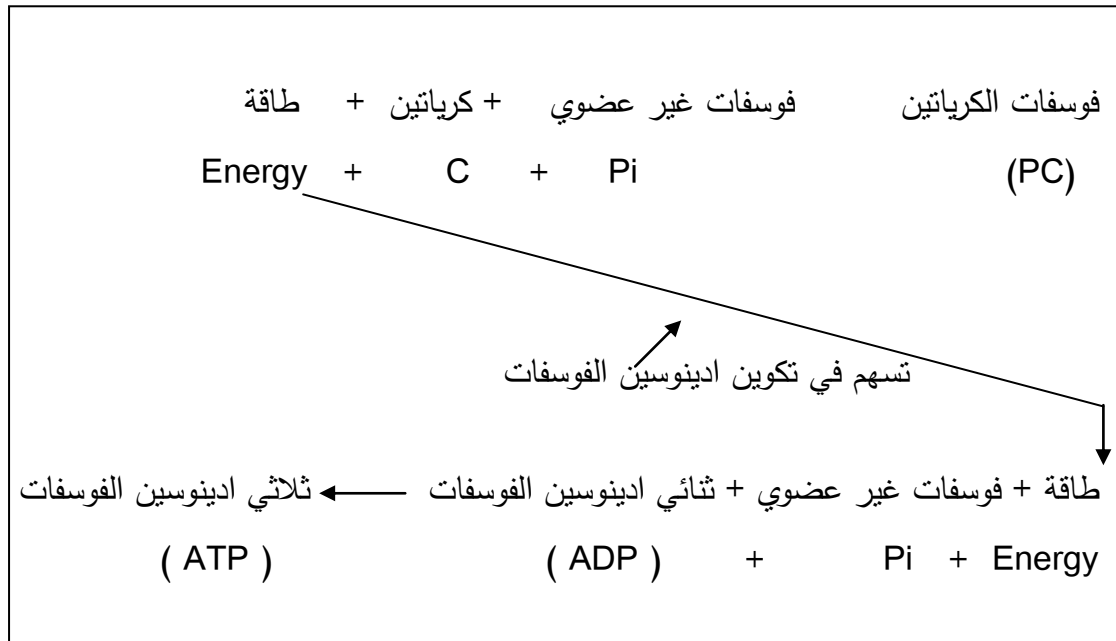 فوسفات الكرياتين فوسفات غير عضوي + كرياتين + طاقة
Energy + C + Pi (PC)
تسهم في تكوين ادينوسين الفوسفات
طاقة + فوسفات غير عضوي + ثنائي ادينوسين الفوسفات ثلاثي ادينوسين الفوسفات
( ATP ) ( ADP ) + Pi + Energy